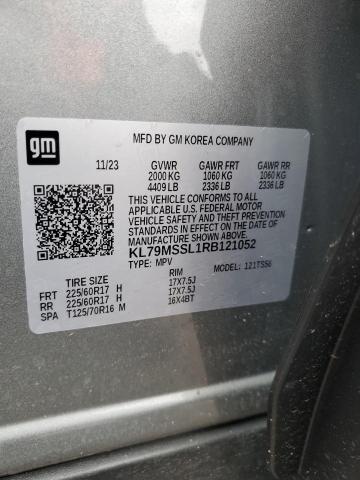 gm
MFD BY GM KOREA COMPANY
11/23 GVWR GAWR FRT GAWR RR
2000 KG 1060 KG 1060 KG
4409 LB 2336 LB 2336 LB
THIS VEHICLE CONFORMS TO ALL
APPLICABLE U.S. FEDERAL MOTOR
VEHICLE SAFETY AND BUMPER
STANDARDS IN EFFECT ON THE DATE
OF MANUFACTURE SHOWN ABOVE.
KL79MSSL1RB121052
TYPE: MPV MODEL: 121TS56
TIRE SIZE RIM
FRT 225/60R17 H 17X7.5J
RR 225/60R17 H 17X7.5J
SPA T125/70R16 M 16X4BT